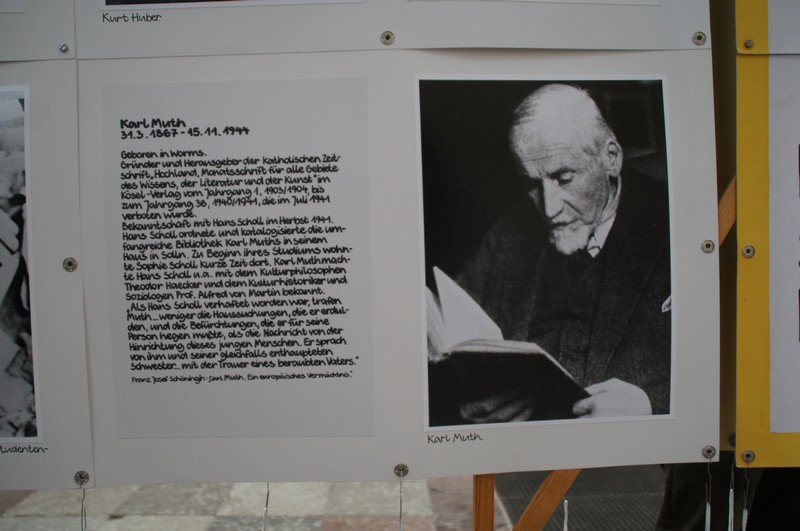 Kurt Huber.
Karl Muth
31.3.1867 - 15.11.1944
Geboren in Worms.
Gründer und Herausgeber der katholischen Zeit-
schrift „Hochland, Monatsschrift für alle Gebiete
des Wissens, der Literatur und der Kunst" im
Kösel-Verlag vom Jahrgang 1, 1903/1904, bis
zum Jahrgang 38, 1940/1941, die im Juli 1941
verboten wurde.
Bekanntschaft mit Hans Scholl im Herbst 1941.
Hans Scholl ordnete und katalogisierte die um-
fangreiche Bibliothek Karl Muths in seinem
Haus in Solln. Zu Beginn ihres Studiums wohn-
te Sophie Scholl kurze Zeit dort. Karl Muth mach-
te Hans Scholl u.a. mit dem Kulturphilosophen
Theodor Haecker und dem Kulturhistoriker und
Soziologen Prof. Alfred von Martin bekannt.
„Als Hans Scholl verhaftet worden war, trafen
Muth... weniger die Haussuchungen, die er erdul-
den, und die Befürchtungen, die er für seine
Person hegen mußte, als die Nachricht von der
Hinrichtung dieses jungen Menschen. Er sprach
von ihm und seiner gleichfalls enthaupteten
Schwester... mit der Trauer eines beraubten Vaters."
Franz Josef Schöningh: „Carl Muth. Ein europäisches Vermächtnis".
Karl Muth.
tudenten-